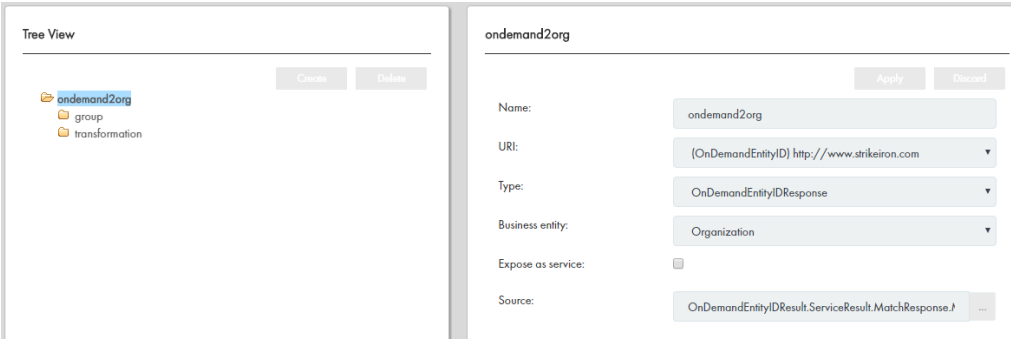 Tree View
Create Delete
ondemand2org
group
transformation
ondemand2org
Apply Discard
Name: ondemand2org
URI: (OnDemandEntityID) http://www.strikeiron.com
Type: OnDemandEntityIDResponse
Business entity: Organization
Expose as service:
Source: OnDemandEntityIDResult.ServiceResult.MatchResponse. ...